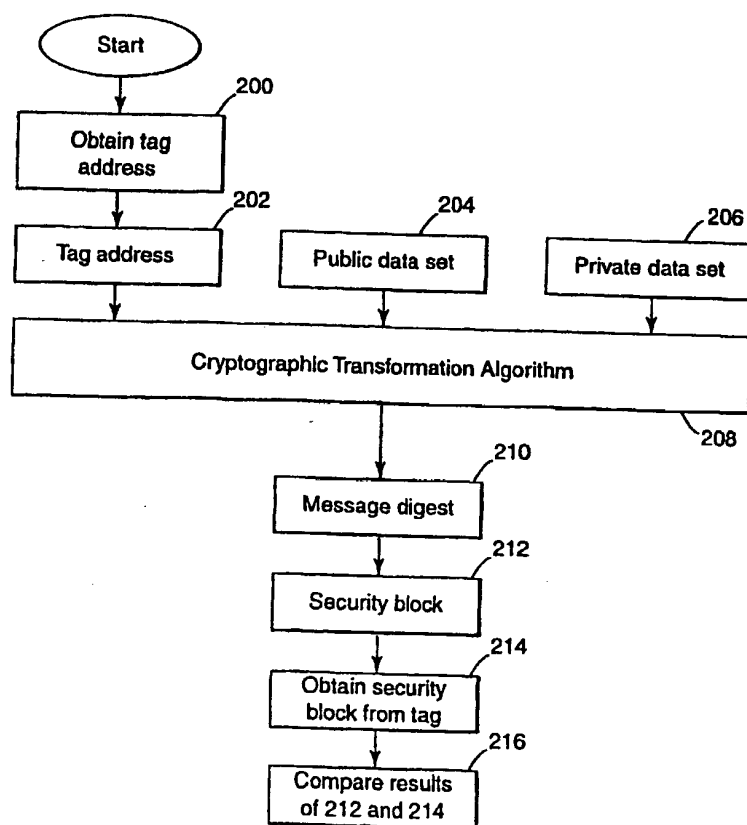 Start
200
Obtain tag
address
202
Tag address
204
Public data set
206
Private data set
Cryptographic Transformation Algorithm
208
210
Message digest
212
Security block
214
Obtain security
block from tag
216
Compare results
of 212 and 214